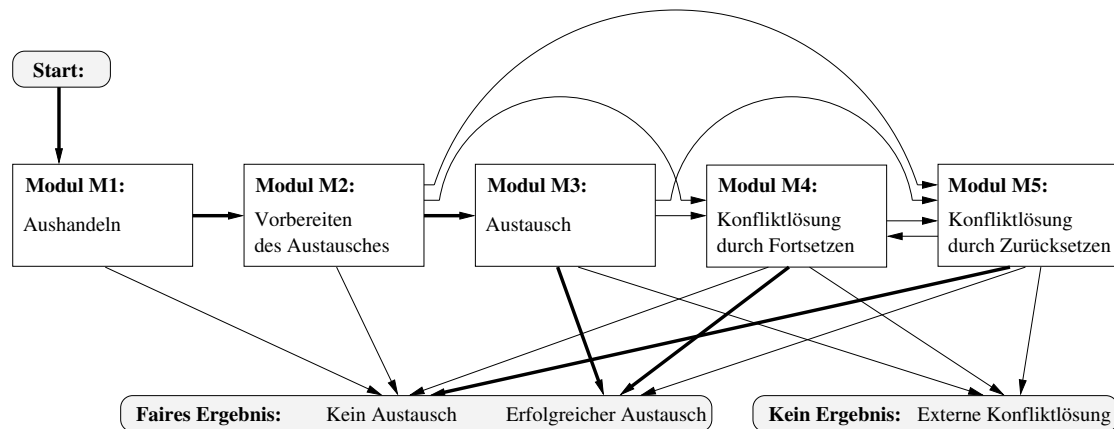 Start:
Modul M1:
Aushandeln
Modul M2:
Vorbereiten
des Austausches
Modul M3:
Austausch
Modul M4:
Konfliktlösung
durch Fortsetzen
Modul M5:
Konfliktlösung
durch Zurücksetzen
Faires Ergebnis: Kein Austausch Erfolgreicher Austausch
Kein Ergebnis: Externe Konfliktlösung